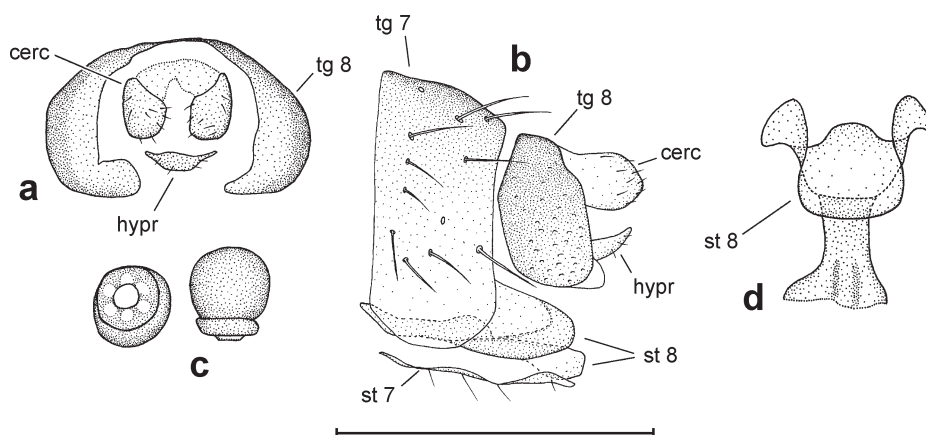 cerc
tg 8
a
hypr
c
tg 7
b
tg 8
cerc
hypr
st 8
st 7
st 8
d